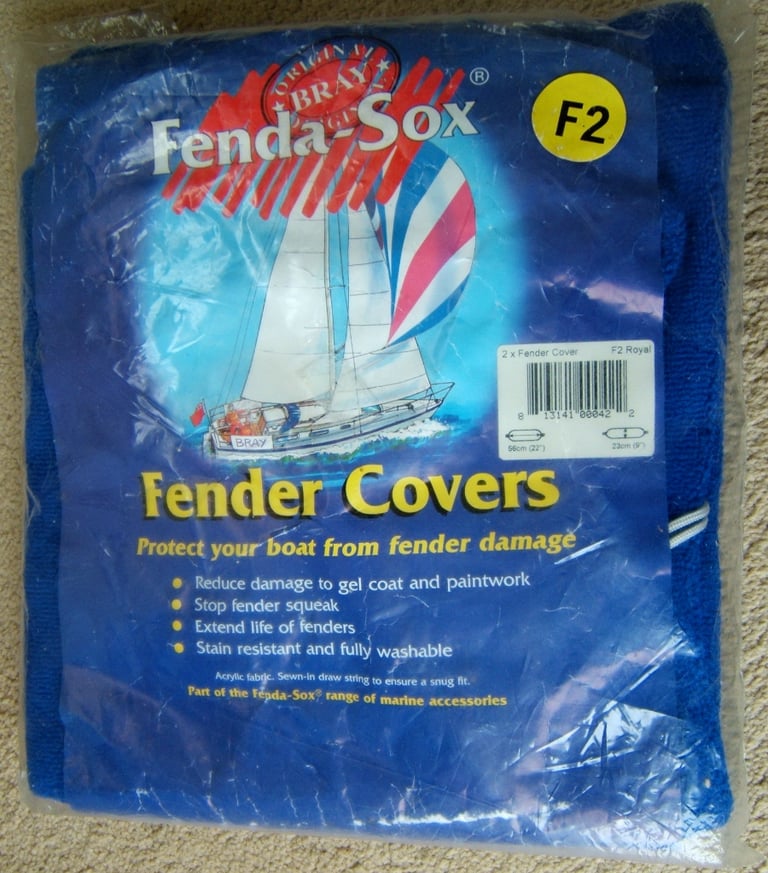 ORIGINAL
BRAY
Fenda-Sox®
F2
2 x Fender Cover F2 Royal
8 13141 00042 2
56cm (22") 23cm (9")
BRAY
Fender Covers
Protect your boat from fender damage
Reduce damage to gel coat and paintwork
Stop fender squeak
Extend life of fenders
Stain resistant and fully washable
Acrylic fabric. Sewn-in draw string to ensure a snug fit.
Part of the Fenda-Sox® range of marine accessories